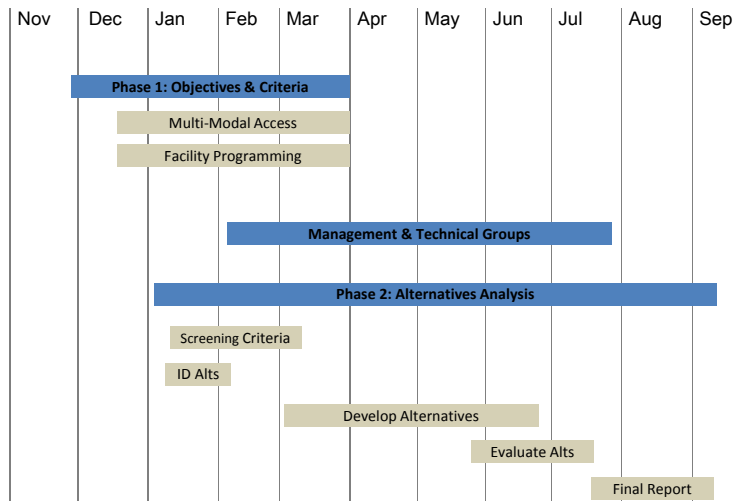 Nov Dec Jan Feb Mar Apr May Jun Jul Aug Sep
Phase 1: Objectives & Criteria
Multi-Modal Access
Facility Programming
Management & Technical Groups
Phase 2: Alternatives Analysis
Screening Criteria
ID Alts
Develop Alternatives
Evaluate Alts
Final Report